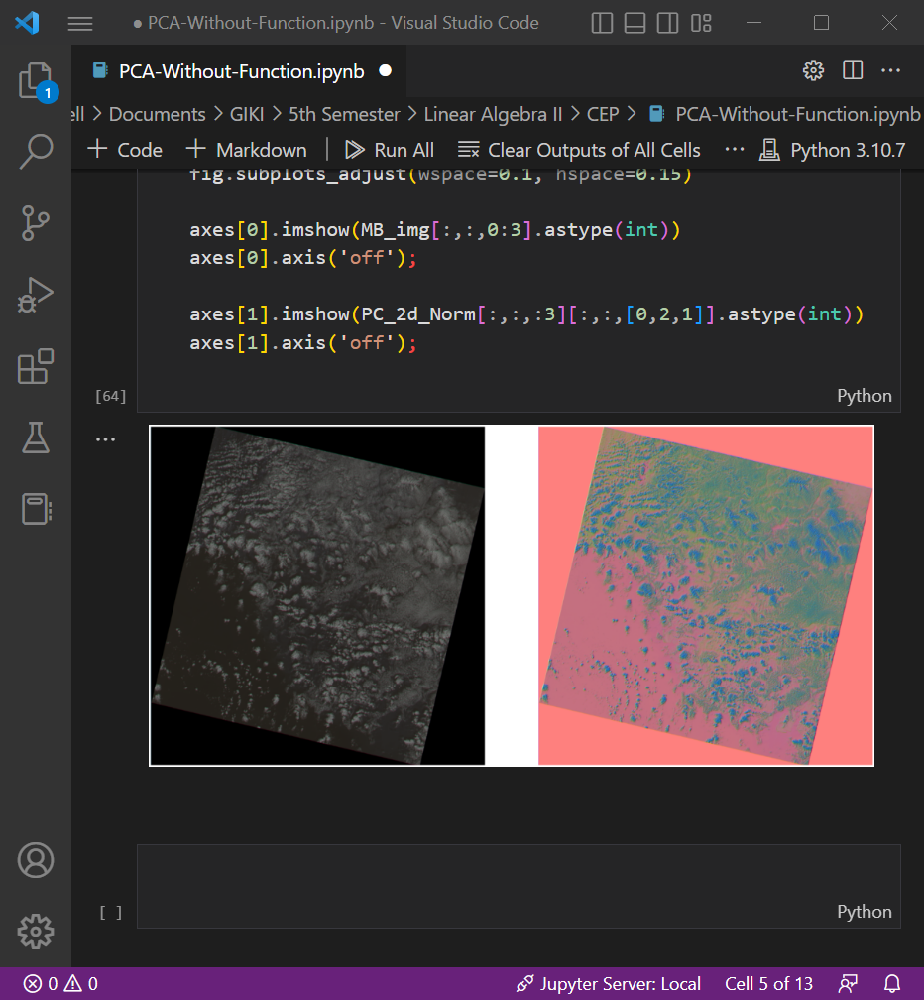 ● PCA-Without-Function.ipynb - Visual Studio Code
PCA-Without-Function.ipynb ●
1
ell > Documents > GIKI > 5th Semester > Linear Algebra II > CEP > PCA-Without-Function.ipynb
+ Code + Markdown | Run All Clear Outputs of All Cells ... Python 3.10.7
fig.subplots_adjust(wspace=0.1, hspace=0.15)
axes[0].imshow(MB_img[:,:,0:3].astype(int))
axes[0].axis('off');
axes[1].imshow(PC_2d_Norm[:,:,:3][:,:,[0,2,1]].astype(int))
axes[1].axis('off');
[64]
Python
...
[ ]
Python
0 0 Jupyter Server: Local Cell 5 of 13